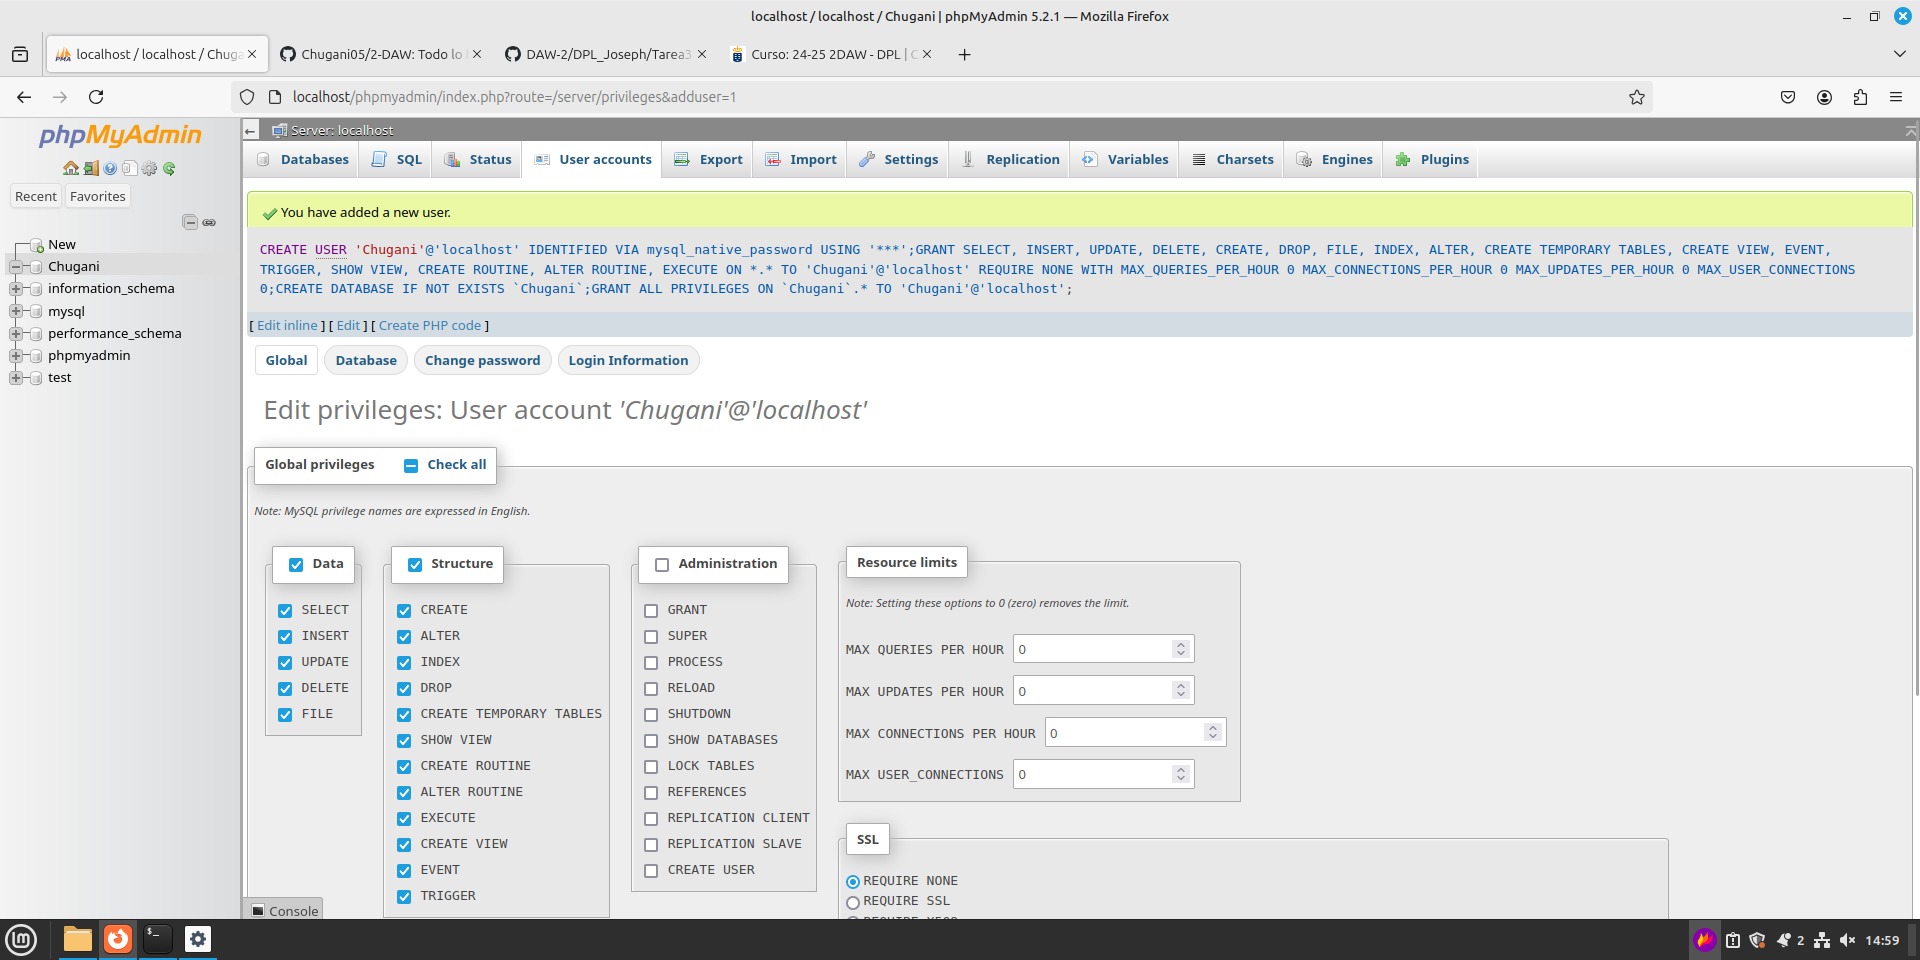 localhost / localhost / Chugani | phpMyAdmin 5.2.1 — Mozilla Firefox
localhost / localhost / Chuga
Chugani05/2-DAW: Todo lo
DAW-2/DPL_Joseph/Tarea3
Curso: 24-25 2DAW - DPL | C
localhost/phpmyadmin/index.php?route=/server/privileges&adduser=1
phpMyAdmin
Recent Favorites
New
Chugani
information_schema
mysql
performance_schema
phpmyadmin
test
Server: localhost
Databases SQL Status User accounts Export Import Settings Replication Variables Charsets Engines Plugins
You have added a new user.
CREATE USER 'Chugani'@'localhost' IDENTIFIED VIA mysql_native_password USING '***';GRANT SELECT, INSERT, UPDATE, DELETE, CREATE, DROP, FILE, INDEX, ALTER, CREATE TEMPORARY TABLES, CREATE VIEW, EVENT,
TRIGGER, SHOW VIEW, CREATE ROUTINE, ALTER ROUTINE, EXECUTE ON *.* TO 'Chugani'@'localhost' REQUIRE NONE WITH MAX_QUERIES_PER_HOUR 0 MAX_CONNECTIONS_PER_HOUR 0 MAX_UPDATES_PER_HOUR 0 MAX_USER_CONNECTIONS
0;CREATE DATABASE IF NOT EXISTS `Chugani`;GRANT ALL PRIVILEGES ON `Chugani`.* TO 'Chugani'@'localhost';
[ Edit inline ] [ Edit ] [ Create PHP code ]
Global Database Change password Login Information
Edit privileges: User account 'Chugani'@'localhost'
Global privileges Check all
Note: MySQL privilege names are expressed in English.
Data
SELECT
INSERT
UPDATE
DELETE
FILE
Structure
CREATE
ALTER
INDEX
DROP
CREATE TEMPORARY TABLES
SHOW VIEW
CREATE ROUTINE
ALTER ROUTINE
EXECUTE
CREATE VIEW
EVENT
TRIGGER
Administration
GRANT
SUPER
PROCESS
RELOAD
SHUTDOWN
SHOW DATABASES
LOCK TABLES
REFERENCES
REPLICATION CLIENT
REPLICATION SLAVE
CREATE USER
Resource limits
Note: Setting these options to 0 (zero) removes the limit.
MAX QUERIES PER HOUR 0
MAX UPDATES PER HOUR 0
MAX CONNECTIONS PER HOUR 0
MAX USER_CONNECTIONS 0
SSL
REQUIRE NONE
REQUIRE SSL
Console
2 14:59